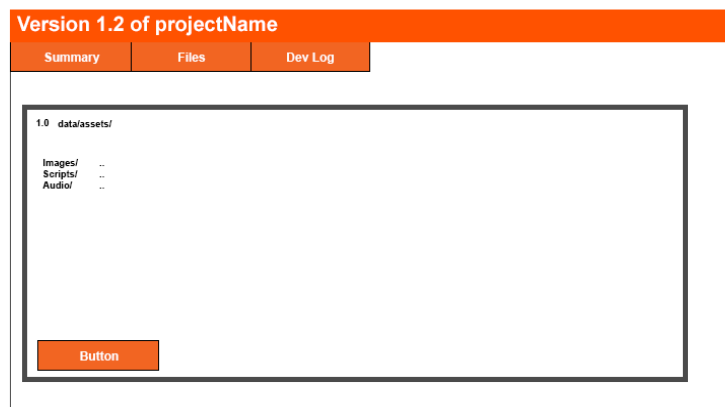 Version 1.2 of projectName
Summary Files Dev Log
1.0 data/assets/
Images/ ..
Scripts/ ..
Audio/ ..
Button